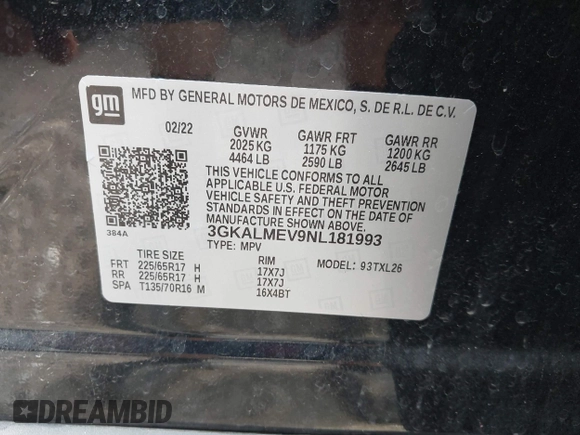 gm
MFD BY GENERAL MOTORS DE MEXICO, S. DE R.L. DE C.V.
02/22 GVWR GAWR FRT GAWR RR
2025 KG 1175 KG 1200 KG
4464 LB 2590 LB 2645 LB
THIS VEHICLE CONFORMS TO ALL
APPLICABLE U.S. FEDERAL MOTOR
VEHICLE SAFETY AND THEFT PREVENTION
STANDARDS IN EFFECT ON THE DATE OF
MANUFACTURE SHOWN ABOVE.
384A 3GKALMEV9NL181993
TYPE: MPV
TIRE SIZE RIM MODEL: 93TXL26
FRT 225/65R17 H 17X7J
RR 225/65R17 H 17X7J
SPA T135/70R16 M 16X4BT
DREAMBID